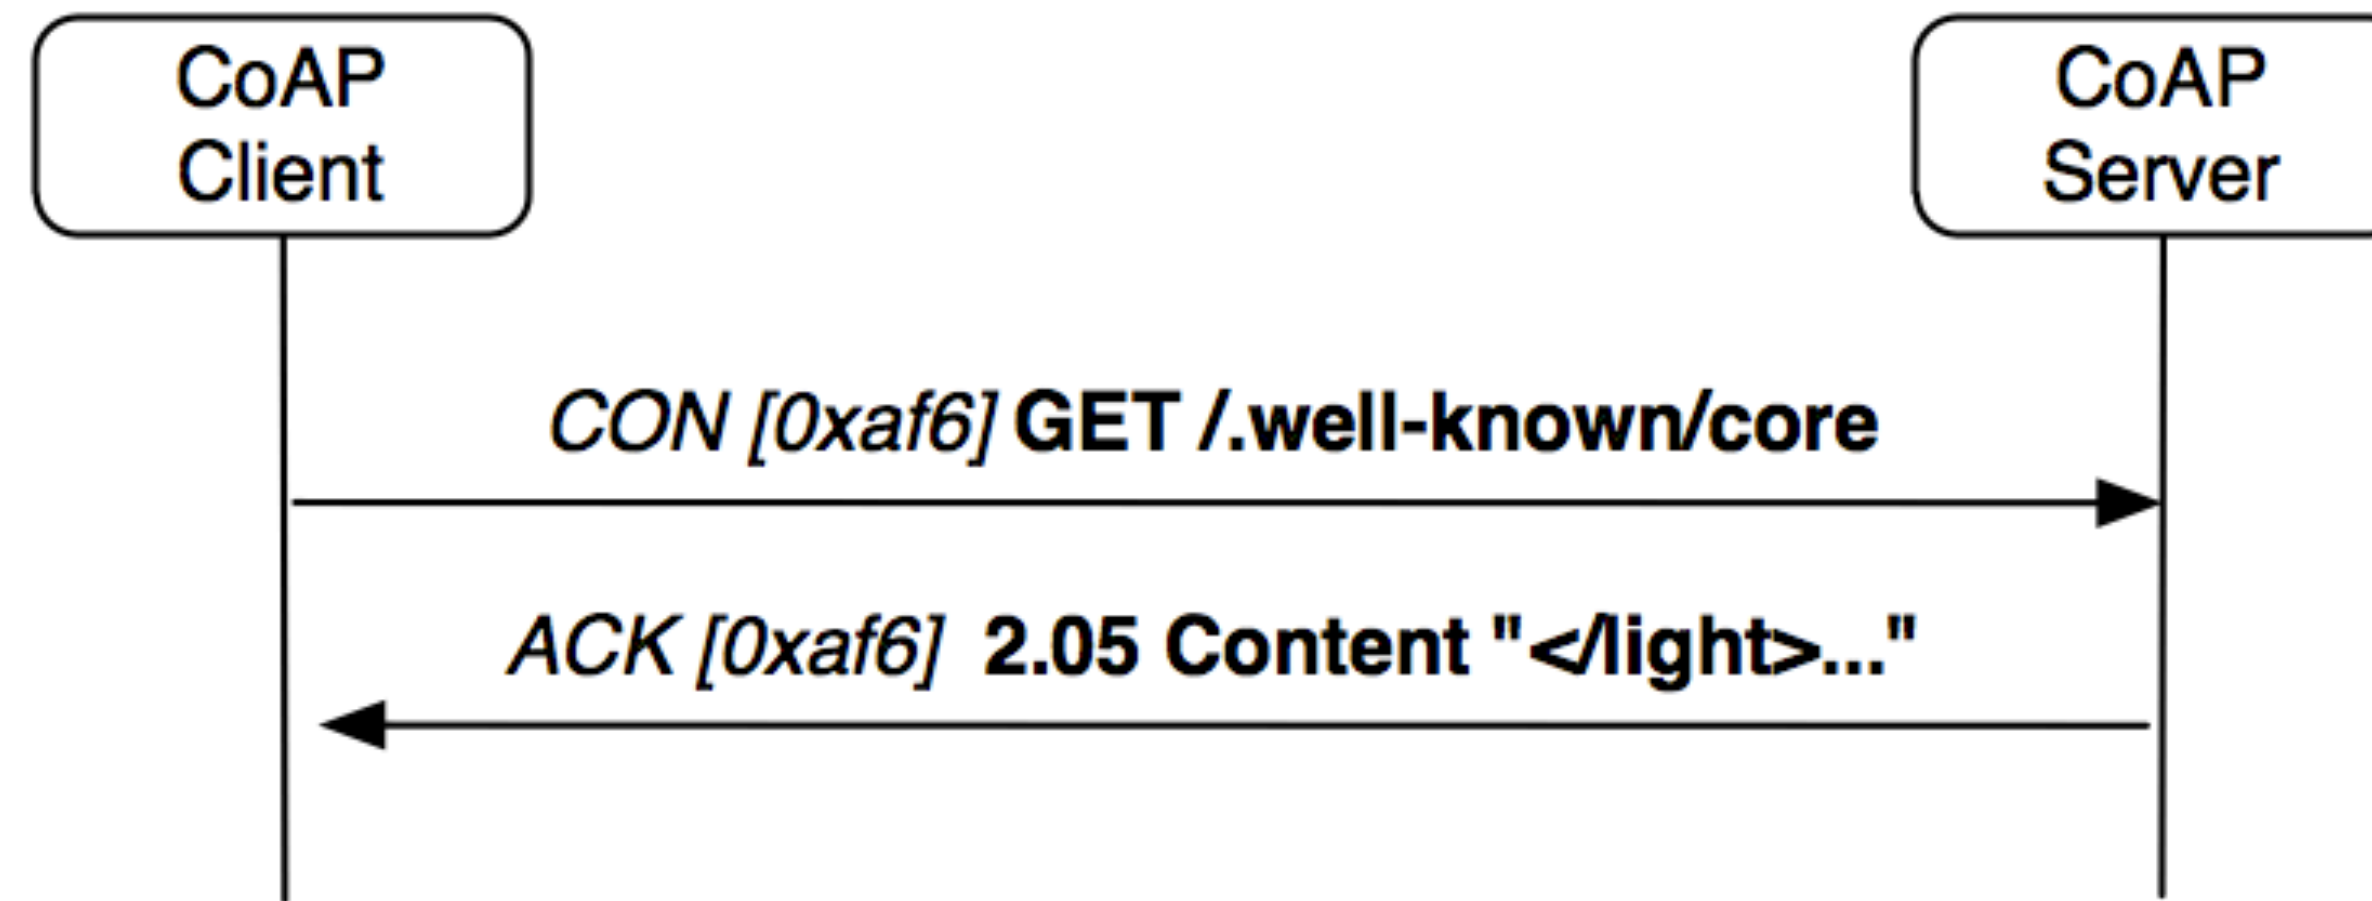 CoAP
Client
CoAP
Server
CON [0xaf6] GET /.well-known/core
ACK [0xaf6] 2.05 Content "</light>..."